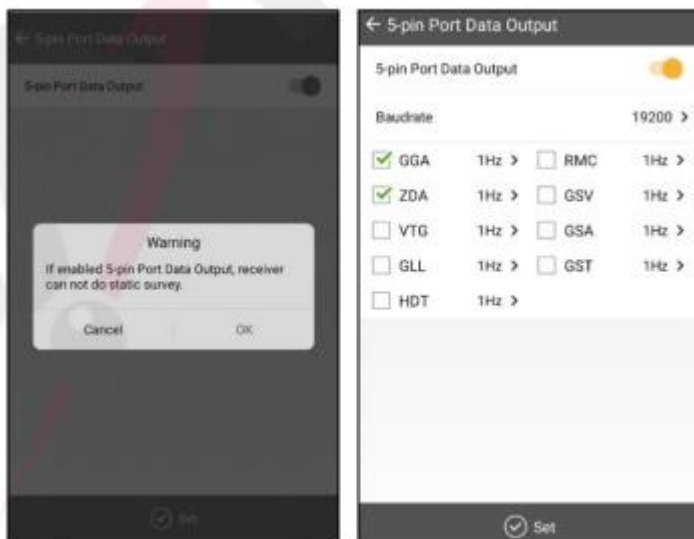 ← 5-pin Port Data Output
5-pin Port Data Output
Warning
If enabled 5-pin Port Data Output, receiver
can not do static survey.
Cancel OK
Set
← 5-pin Port Data Output
5-pin Port Data Output
Baudrate 19200 >
GGA 1Hz > RMC 1Hz >
ZDA 1Hz > GSV 1Hz >
VTG 1Hz > GSA 1Hz >
GLL 1Hz > GST 1Hz >
HDT 1Hz >
Set